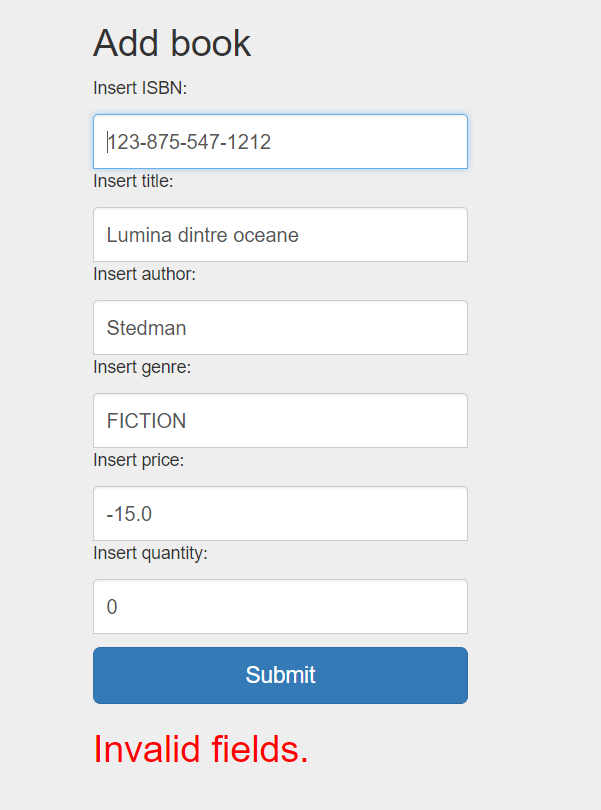 Add book
Insert ISBN:
123-875-547-1212
Insert title:
Lumina dintre oceane
Insert author:
Stedman
Insert genre:
FICTION
Insert price:
-15.0
Insert quantity:
0
Submit
Invalid fields.